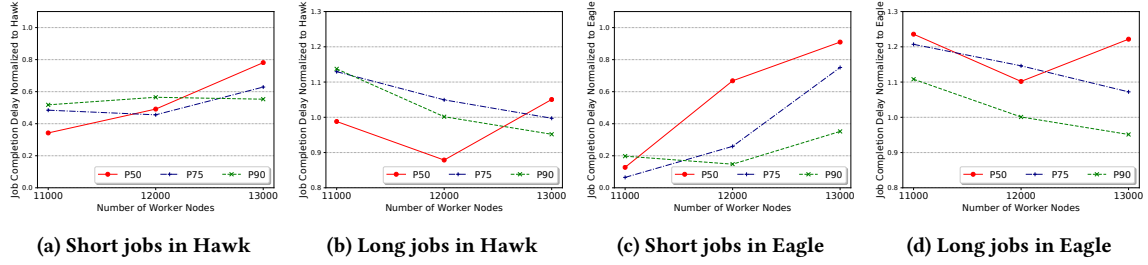 Job Completion Delay Normalized to Hawk
1.0
0.8
0.6
0.4
0.2
0.0
P50 P75 P90
11000 12000 13000
Number of Worker Nodes
(a) Short jobs in Hawk
Job Completion Delay Normalized to Hawk
1.3
1.2
1.1
1.0
0.9
0.8
P50 P75 P90
11000 12000 13000
Number of Worker Nodes
(b) Long jobs in Hawk
Job Completion Delay Normalized to Eagle
1.0
0.8
0.6
0.4
0.2
0.0
P50 P75 P90
11000 12000 13000
Number of Worker Nodes
(c) Short jobs in Eagle
Job Completion Delay Normalized to Eagle
1.3
1.2
1.1
1.0
0.9
0.8
P50 P75 P90
11000 12000 13000
Number of Worker Nodes
(d) Long jobs in Eagle